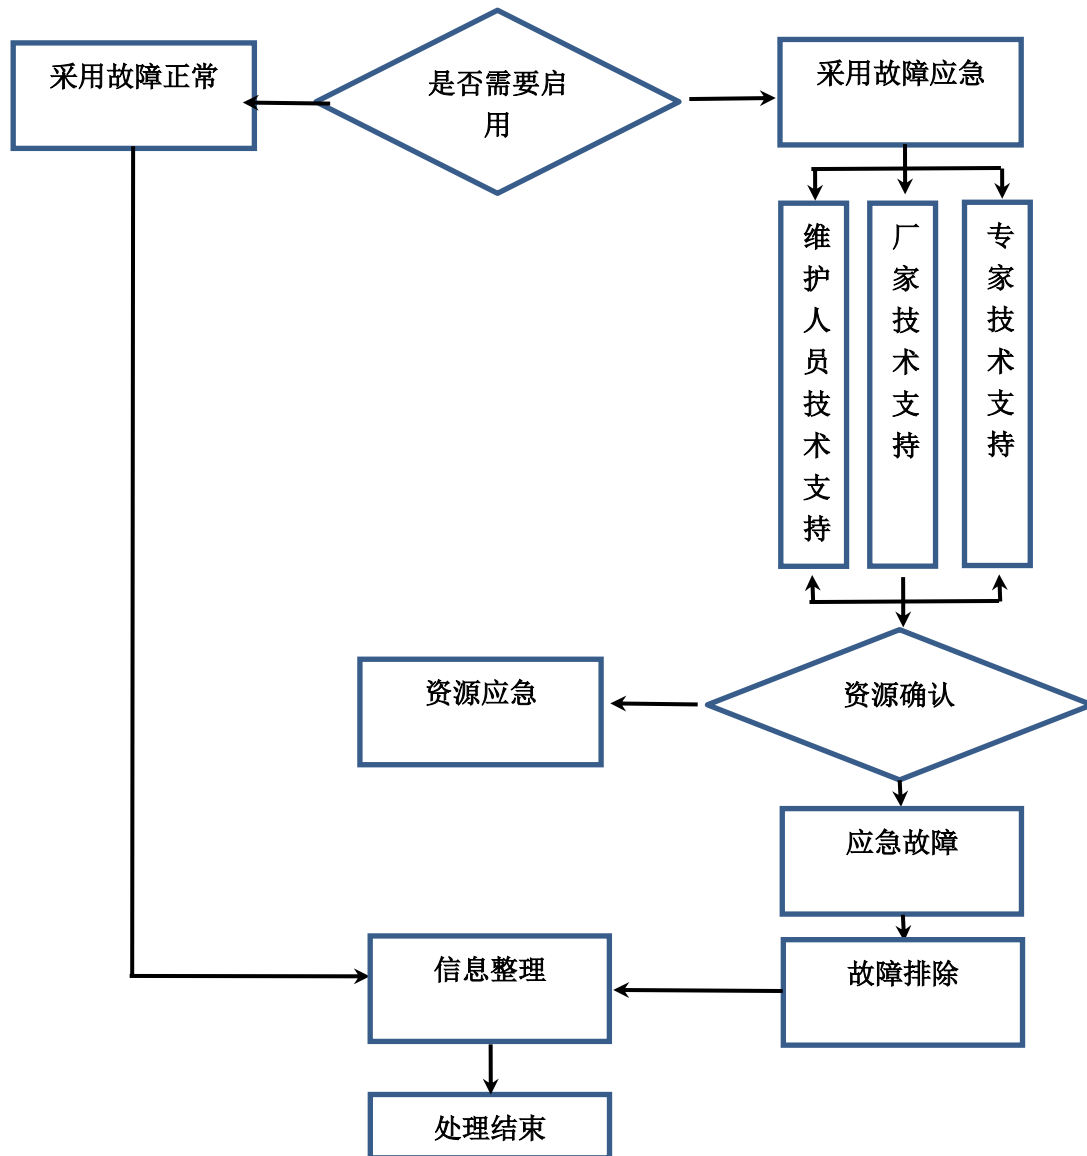 采用故障正常
是否需要启
用
采用故障应急
维护人员技术支持
厂家技术支持
专家技术支持
资源应急
资源确认
应急故障
信息整理
故障排除
处理结束